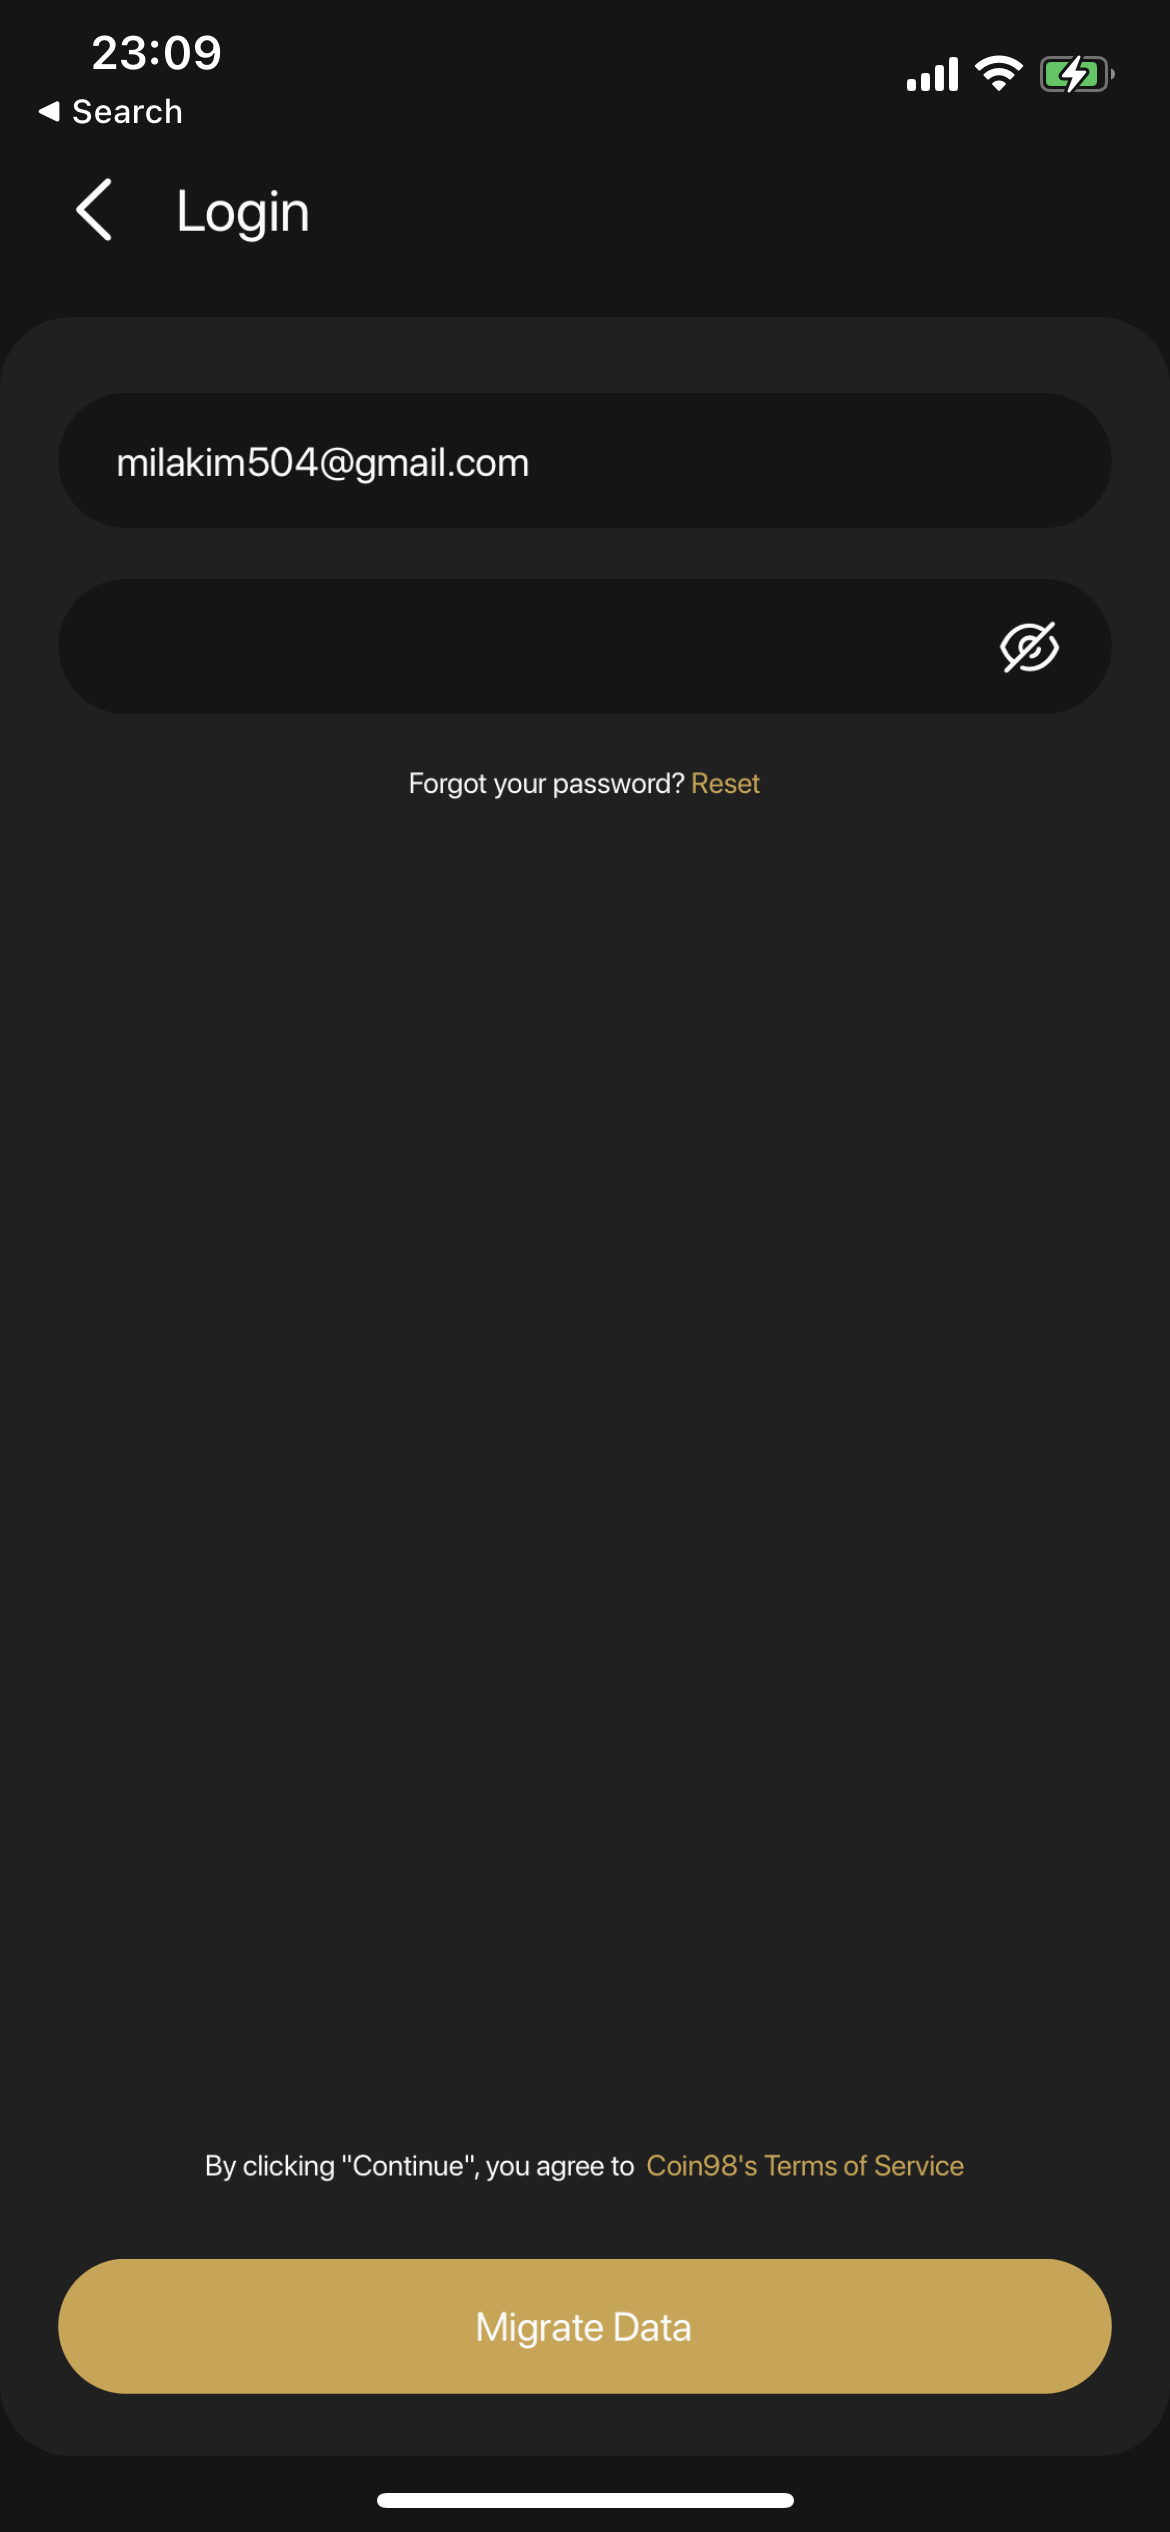 23:09
Search
Login
milakim504@gmail.com
Forgot your password? Reset
By clicking "Continue", you agree to Coin98's Terms of Service
Migrate Data